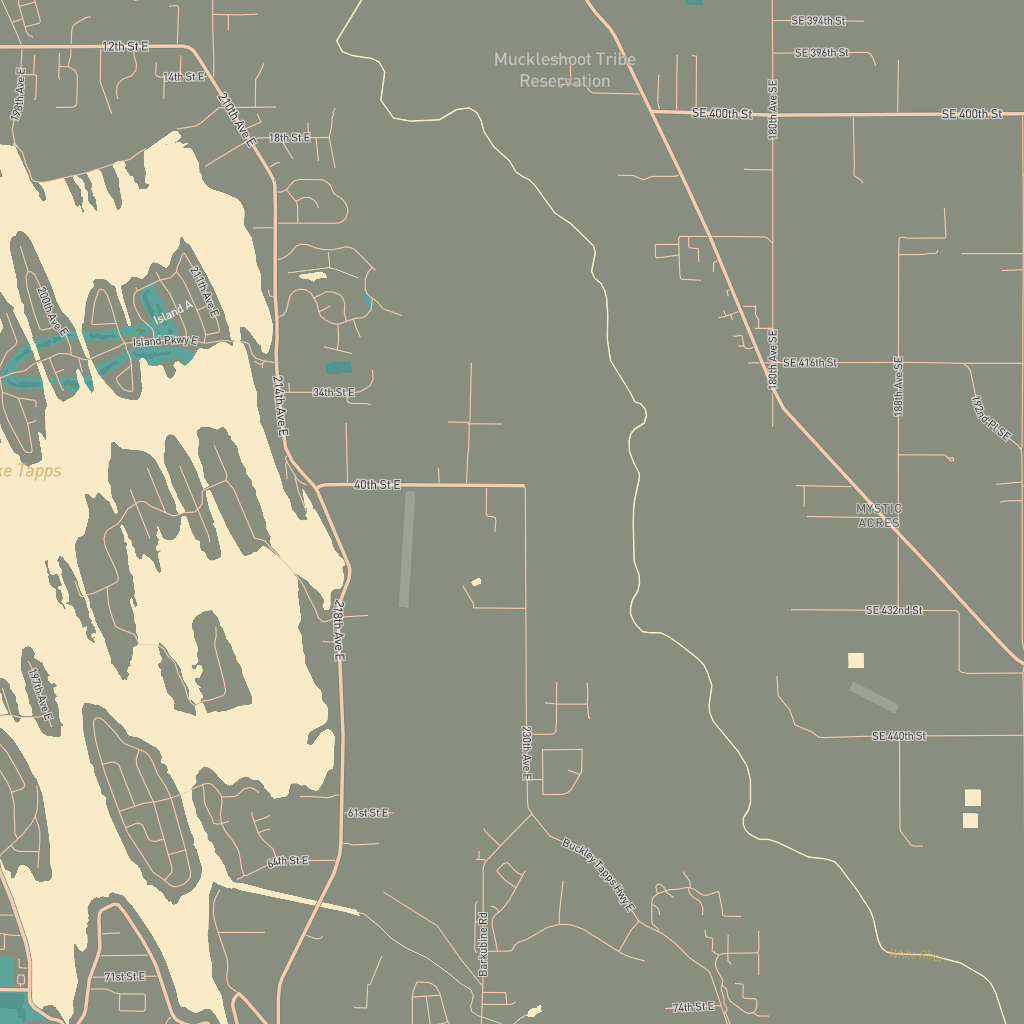 SE 394th St
12th St E
SE 396th St
Muckleshoot Tribe
Reservation
14th St E
198th Ave E
210th Ave E
180th Ave SE
SE 400th St
SE 400th St
18th St E
211th Ave E
200th Ave E
Island A
Island Pkwy E
180th Ave SE
SE 416th St
188th Ave SE
34th St E
214th Ave E
192nd Pl SE
ke Tapps
40th St E
MYSTIC
ACRES
218th Ave E
SE 432nd St
197th Ave E
SE 440th St
230th Ave E
61st St E
64th St E
Buckley Tapps Hwy E
Barkubine Rd
White River
71st St E
74th St E